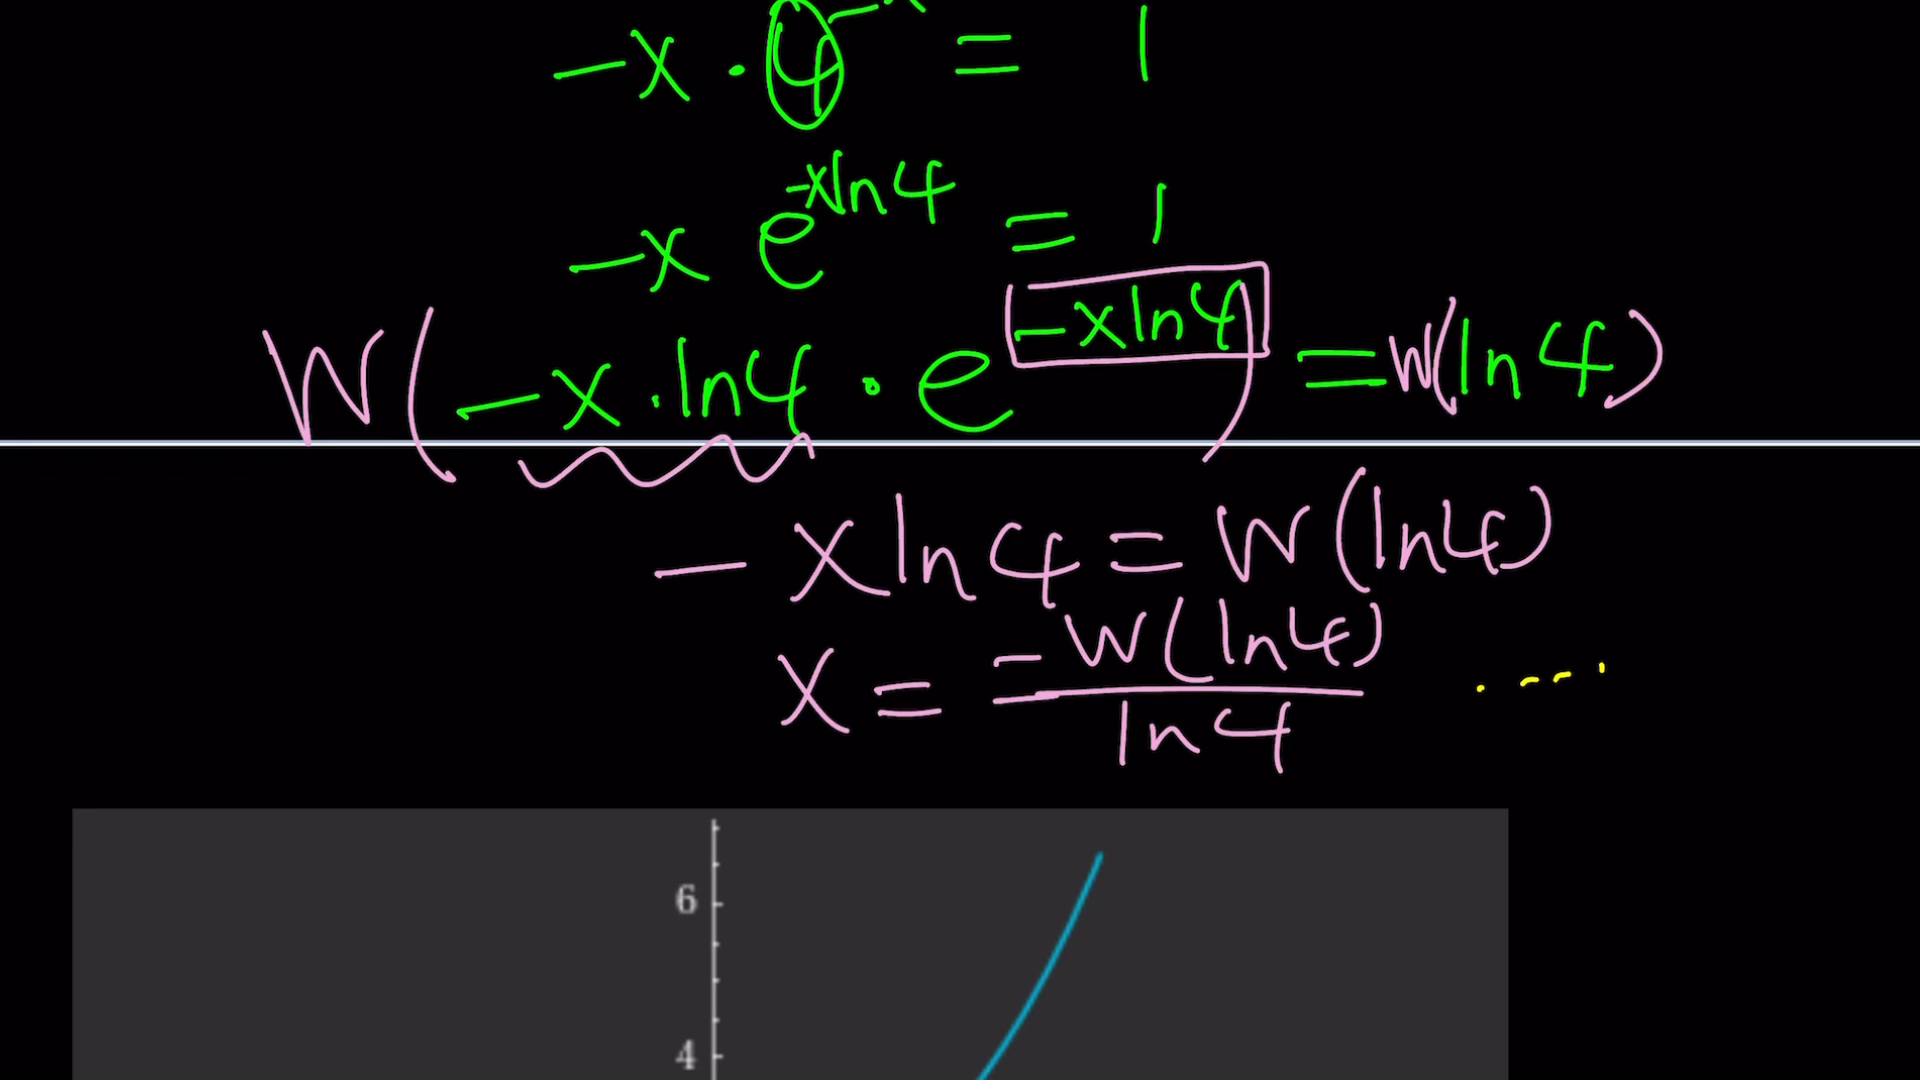 -x · 4^-x = 1
-x e^-xln4 = 1
W(-x·ln4·e^-xln4) = W(ln4)
-xln4 = W(ln4)
x = -W(ln4)/ln4 ....
6
4